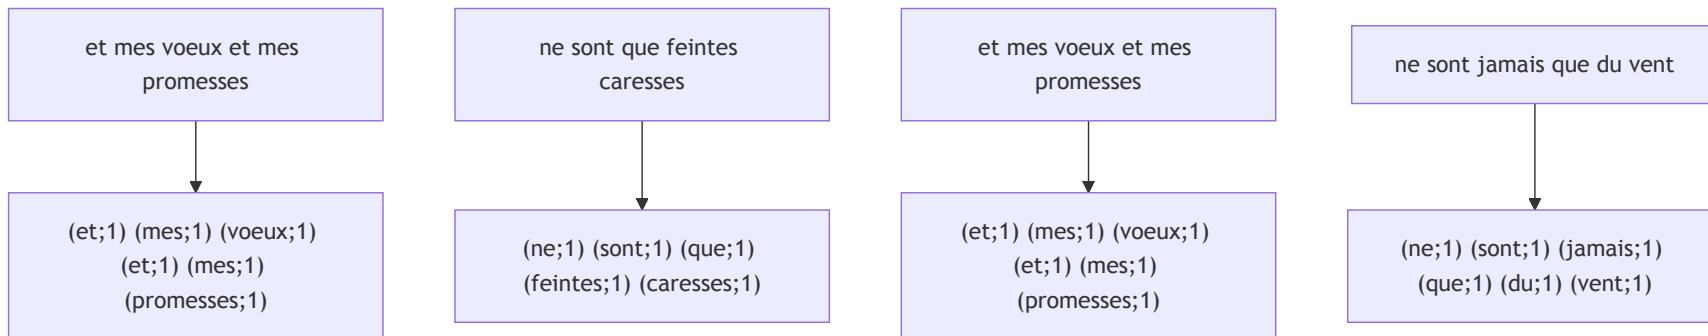 et mes voeux et mes
promesses
ne sont que feintes
caresses
et mes voeux et mes
promesses
ne sont jamais que du vent
(et;1) (mes;1) (voeux;1)
(et;1) (mes;1)
(promesses;1)
(ne;1) (sont;1) (que;1)
(feintes;1) (caresses;1)
(et;1) (mes;1) (voeux;1)
(et;1) (mes;1)
(promesses;1)
(ne;1) (sont;1) (jamais;1)
(que;1) (du;1) (vent;1)